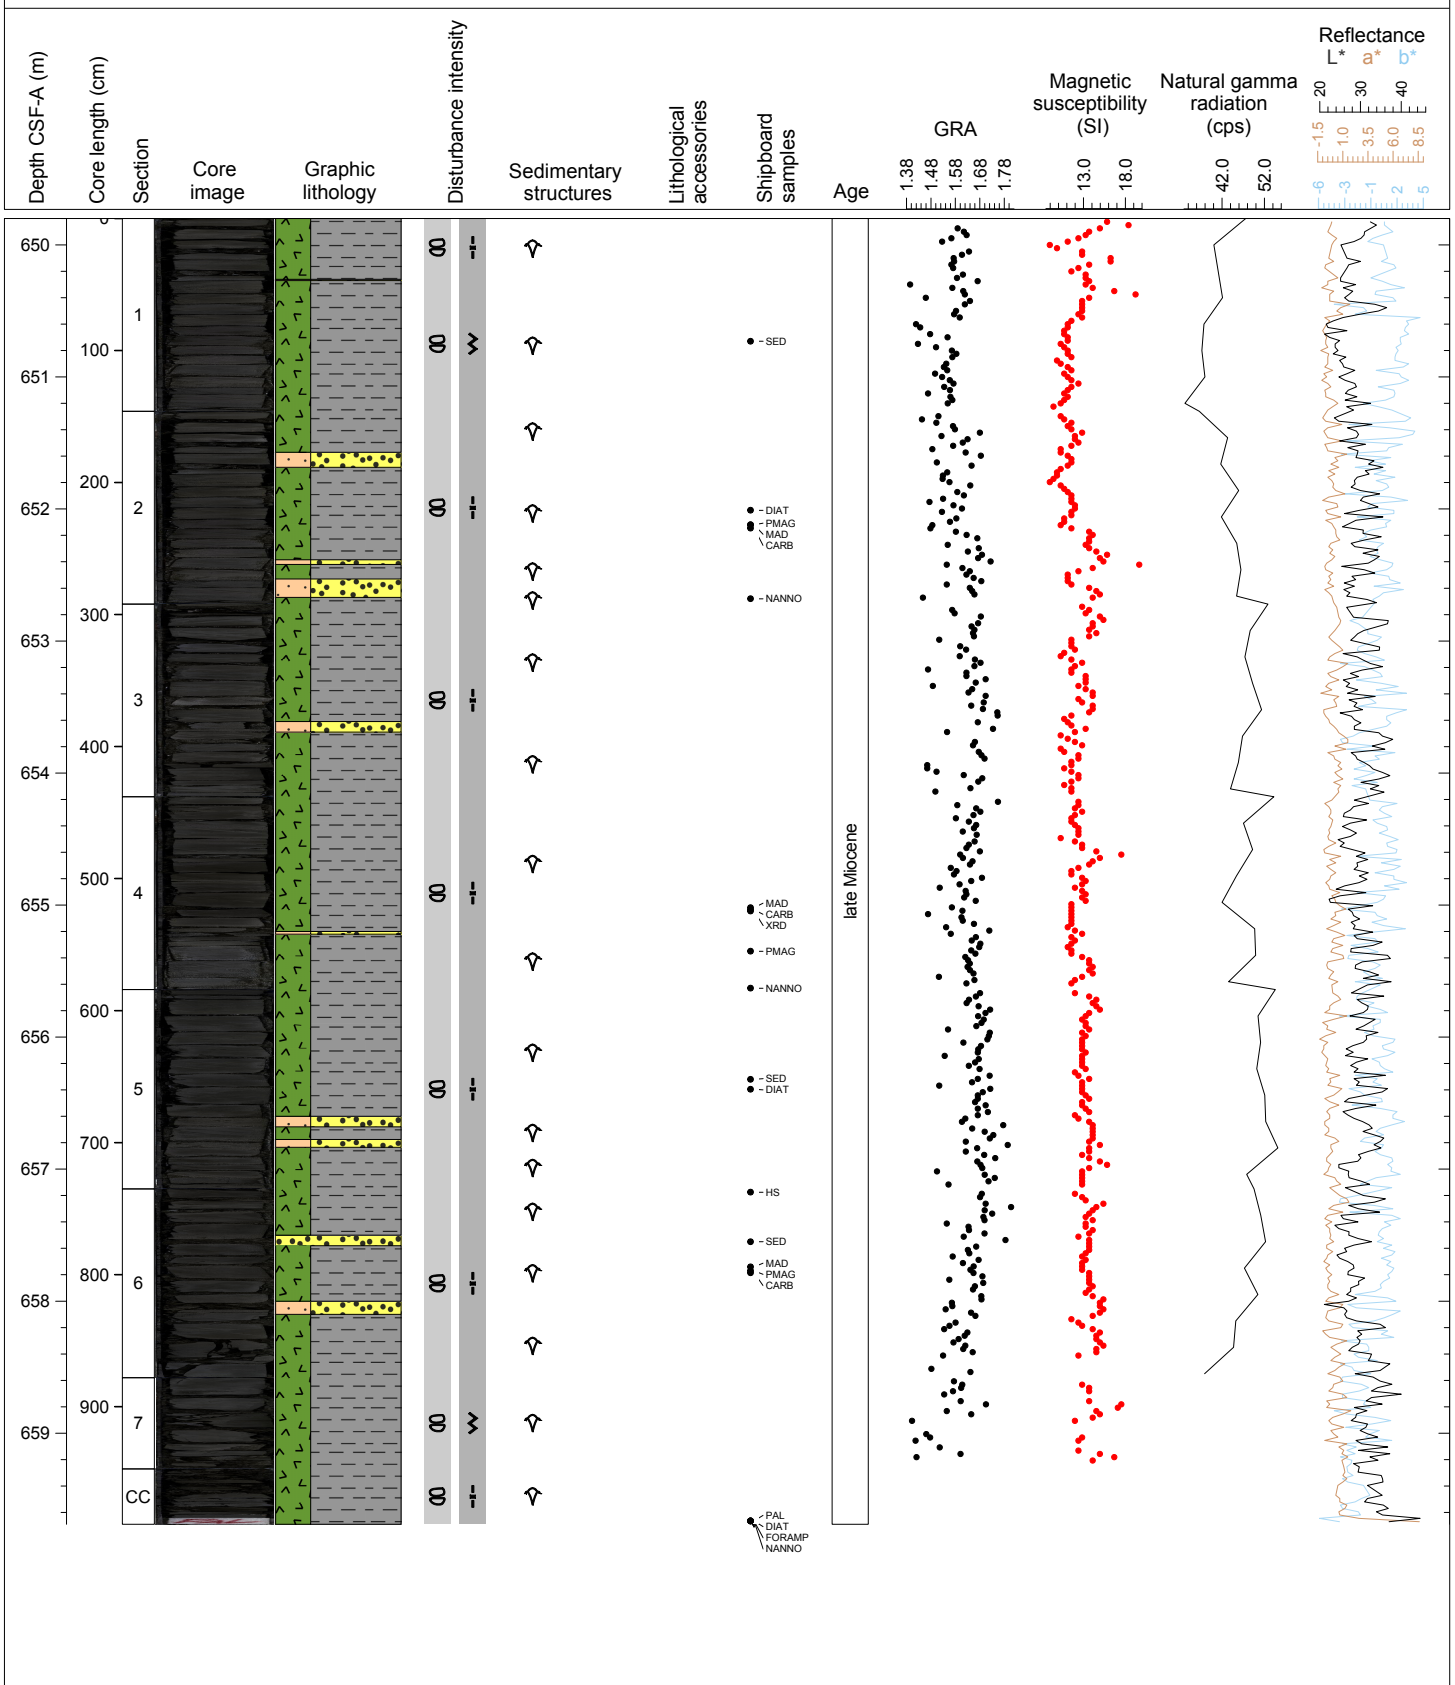 Depth CSF-A (m)
Core length (cm)
Section
Core
image
Graphic
lithology
Disturbance intensity
Sedimentary
structures
Lithological
accessories
Shipboard
samples
Age
GRA
1.38
1.48
1.58
1.68
1.78
Magnetic
susceptibility
(SI)
13.0
18.0
Natural gamma
radiation
(cps)
42.0
52.0
Reflectance
L* a* b*
20
30
40
-1.5
1.0
3.5
6.0
8.5
-6
-3
-1
2
5
650
651
652
653
654
655
656
657
658
659
0
100
200
300
400
500
600
700
800
900
1
2
3
4
5
6
7
CC
SED
DIAT
PMAG
MAD
CARB
NANNO
MAD
CARB
XRD
PMAG
NANNO
SED
DIAT
HS
SED
MAD
PMAG
CARB
PAL
DIAT
FORAMP
NANNO
late Miocene